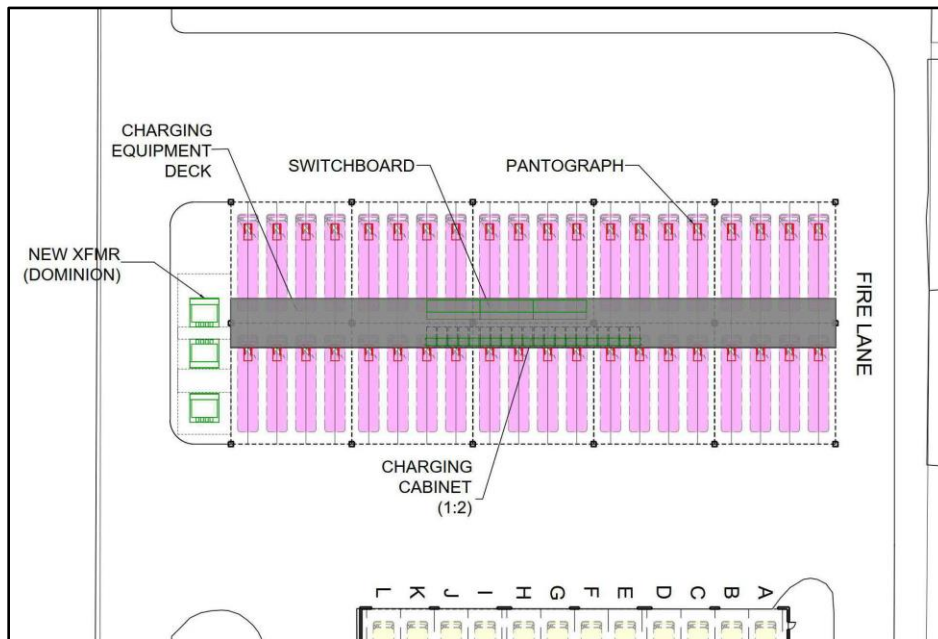 CHARGING
EQUIPMENT
DECK
SWITCHBOARD
PANTOGRAPH
NEW XFMR
(DOMINION)
FIRE LANE
CHARGING
CABINET
(1:2)
L K J I H G F E D C B A